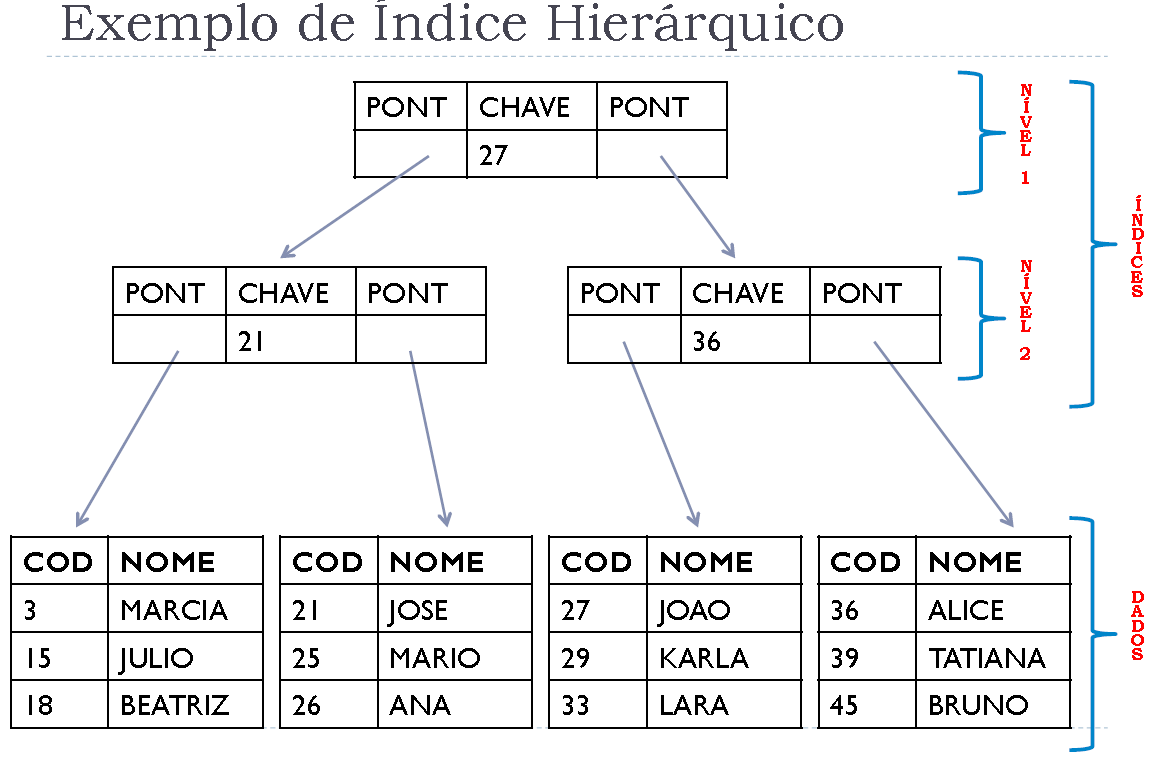 Exemplo de Índice Hierárquico
PONT CHAVE PONT
27
NÍVEL 1
ÍNDICES
PONT CHAVE PONT
21
PONT CHAVE PONT
36
NÍVEL 2
COD NOME
3 MARCIA
15 JULIO
18 BEATRIZ
COD NOME
21 JOSE
25 MARIO
26 ANA
COD NOME
27 JOAO
29 KARLA
33 LARA
COD NOME
36 ALICE
39 TATIANA
45 BRUNO
DADOS